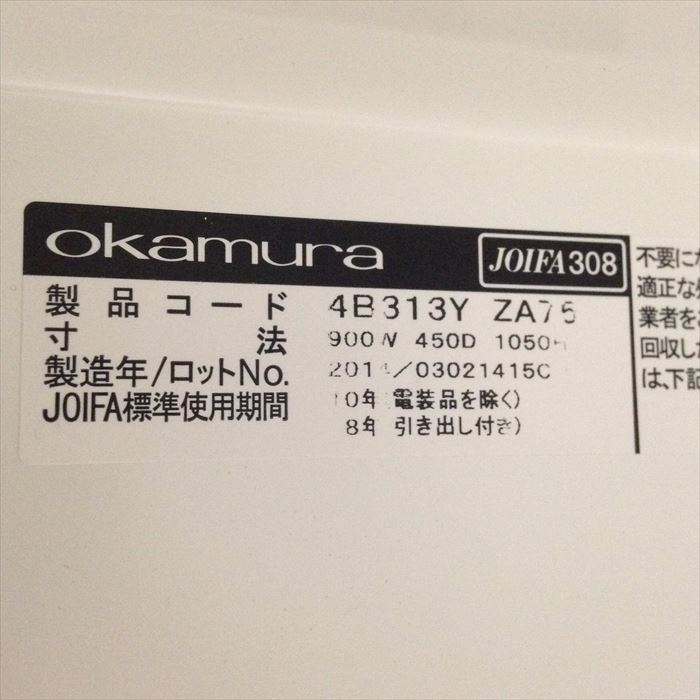 okamura
JOIFA308
製品コード 4B313Y ZA75
寸法 900W 450D 1050H
製造年/ロットNo. 2014/03021415C
JOIFA標準使用期間 10年(電装品を除く)
8年(引き出し付き)
不要に
適正な
業者を
回収し
は、下記